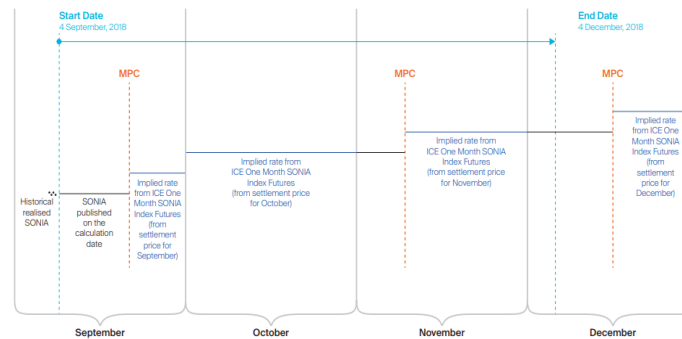 Start Date
4 September, 2018
End Date
4 December, 2018
MPC
MPC
MPC
Historical
realised
SONIA
SONIA
published
on the
calculation
date
Implied rate
from ICE One
Month SONIA
Index Futures
(from
settlement
price for
September)
Implied rate from
ICE One Month SONIA
Index Futures
(from settlement price
for October)
Implied rate from
ICE One Month SONIA
Index Futures
(from settlement price
for November)
Implied rate
from ICE One
Month SONIA
Index Futures
(from
settlement
price for
December)
September
October
November
December